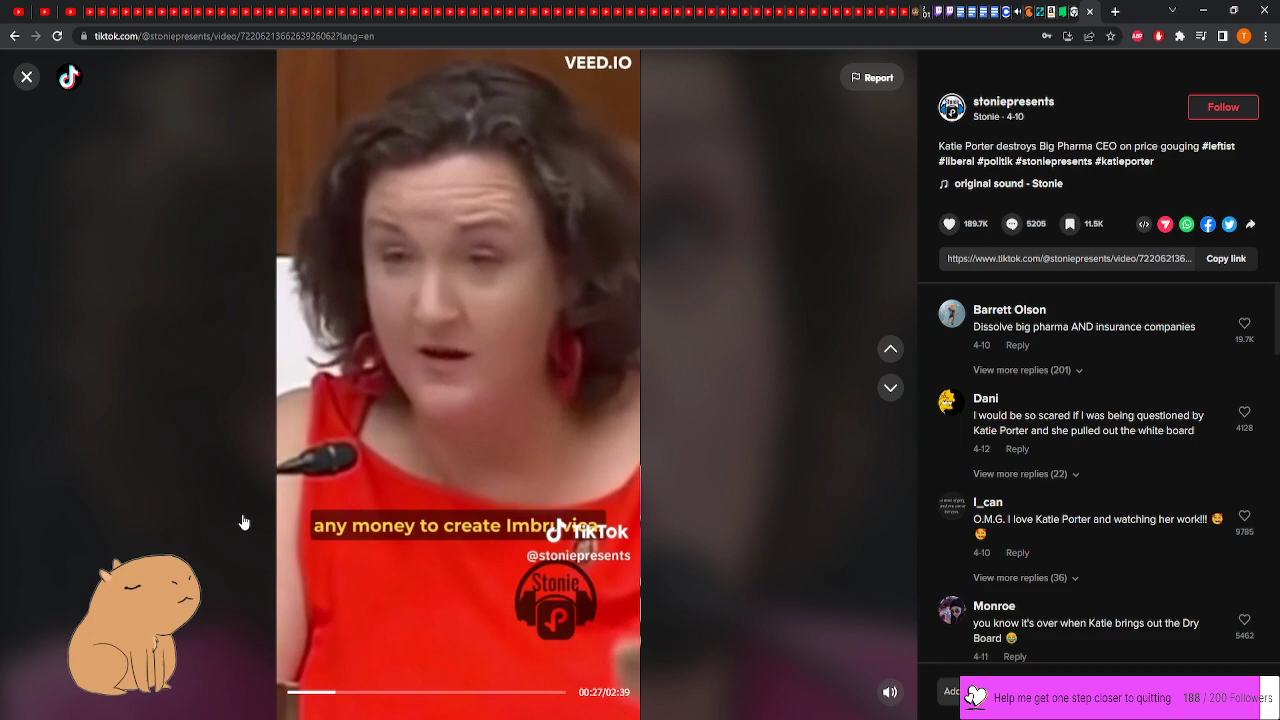 tiktok.com/@stoniepresents/video/7220621366263926062?lang=en
VEED.IO
Report
any money to create Imbruvica
TikTok
@stoniepresents
Stonie
00:27/02:39
stoniepresents
Stonie · 4-10
Follow
Katie Porter destroys Big Pharma CEO on price gouging #leftist
#leftistpolitics #stoniepresents #katieporter
original sound - Stonie
189.7K
5205
11.5K
https://www.tiktok.com/@stoniepresents/video/722062136...
Copy link
Barrett Olson
Dissolve big pharma AND insurance companies
19.7K
4-10 Reply
View more replies (201)
Dani
I would be so scared If I was being questioned by
Katie Porter and she pulled out the white board
4128
4-12 Reply
View more replies (22)
I_can
O.M.G. I love Kate Porter and watching her do math!!! 🤩
🤩
9785
4-10 Reply
View more replies (36)
Monroe
you know it's over when Katie brings out the Dry
Board 😅
5462
4-11 Reply
Adc
Help me get one step closer to quitting 188 / 200 Follow